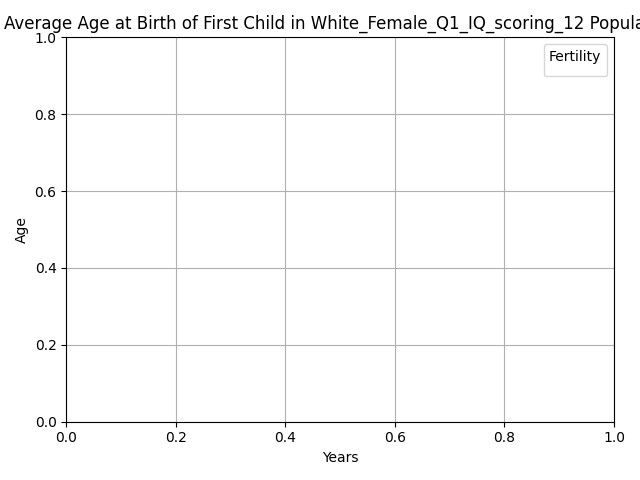 Average Age at Birth of First Child in White_Female_Q1_IQ_scoring_12 Popula
Fertility
1.0
0.8
0.6
0.4
0.2
0.0
Age
0.0 0.2 0.4 0.6 0.8 1.0
Years